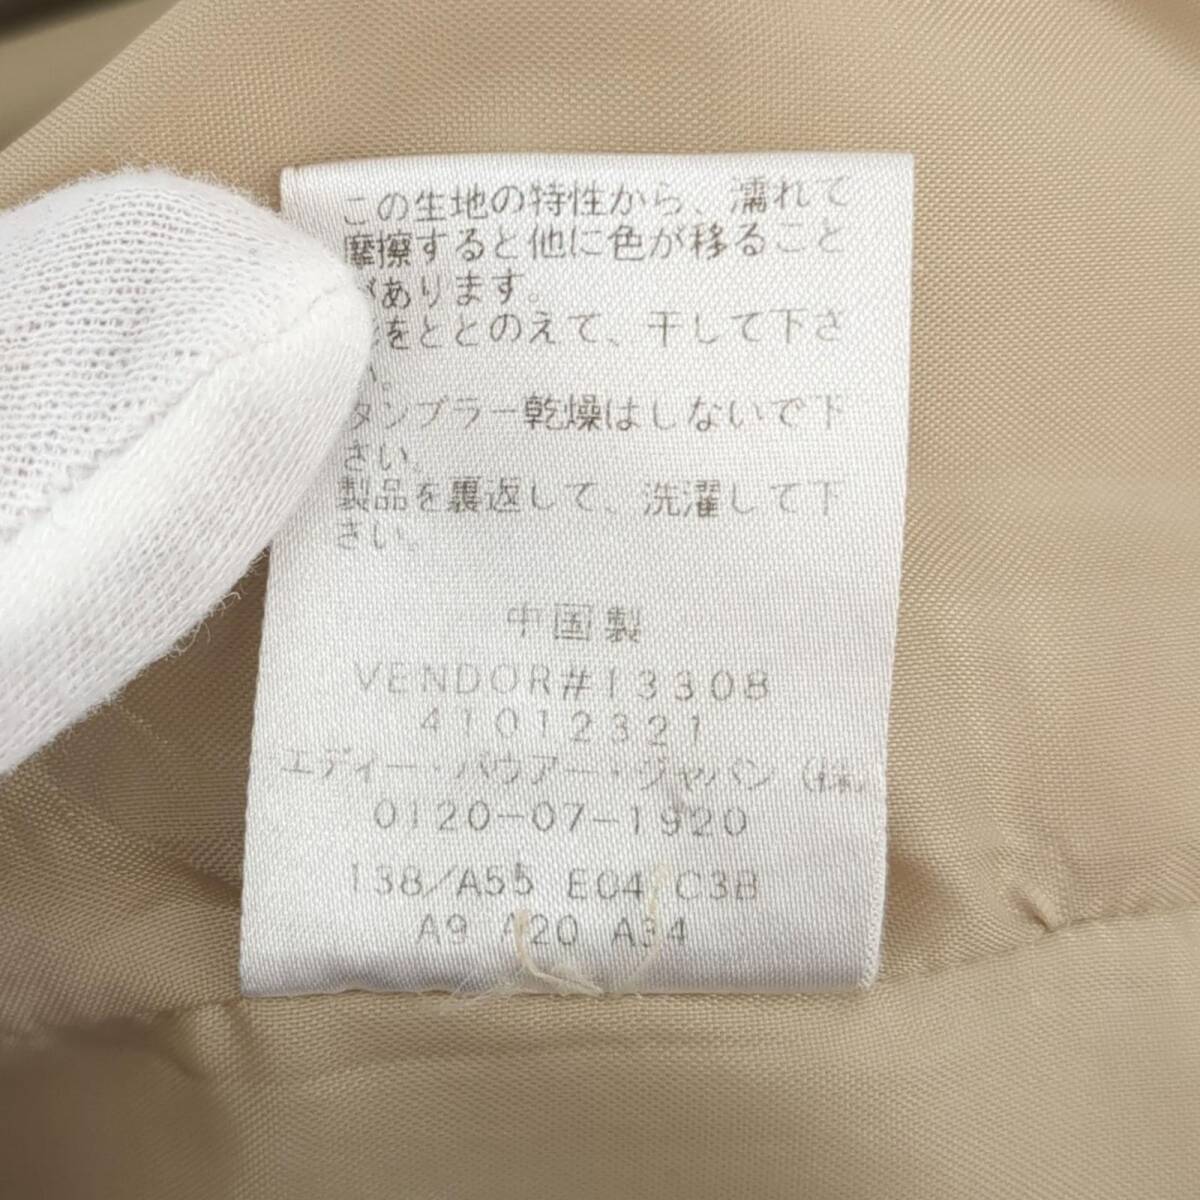 この生地の特性から、濡れて
摩擦すると他に色が移ること
があります。
をととのえて、干して下さ
い。
タンブラー乾燥はしないで下
さい。
製品を裏返して、洗濯して下
さい。
中国製
VENDOR#13308
41012321
エディー・バウアー・ジャパン(株)
0120-07-1920
138/A55 E04 C3B
A9 A20 A34